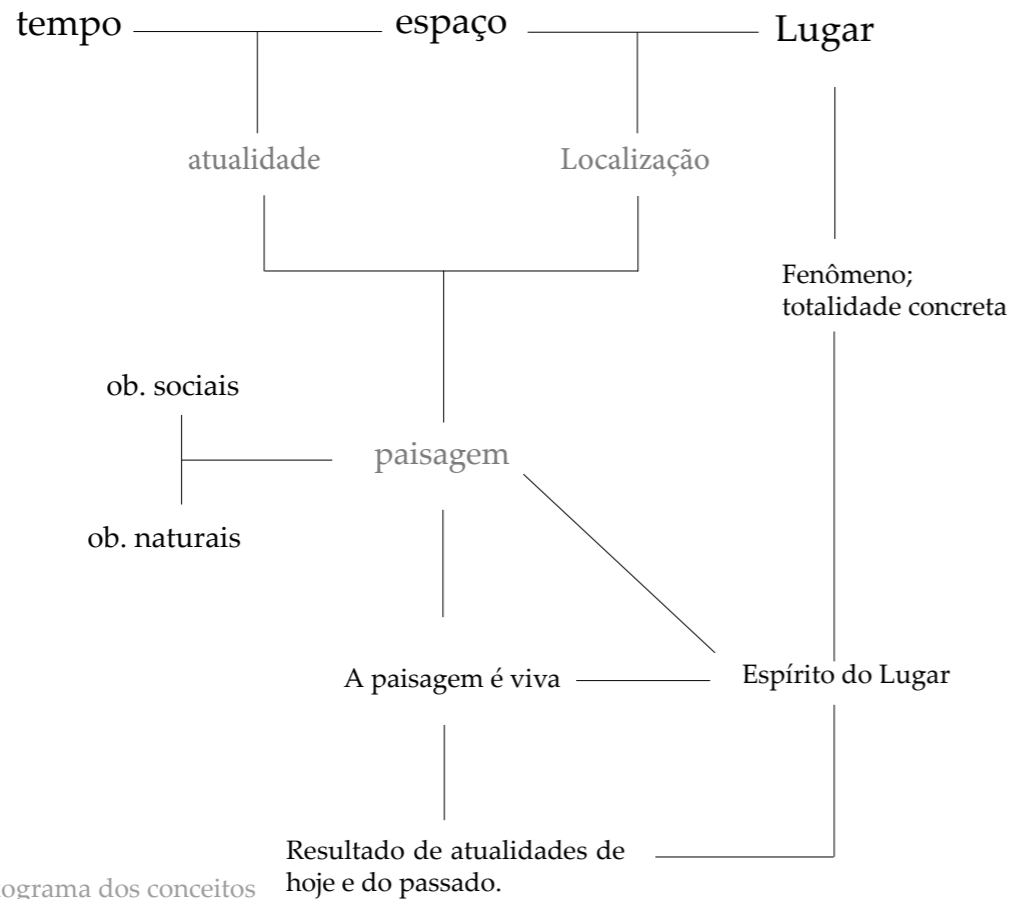 tempo
espaço
Lugar
atualidade
Localização
Fenômeno;
totalidade concreta
ob. sociais
paisagem
ob. naturais
A paisagem é viva
Espírito do Lugar
Resultado de atualidades de
hoje e do passado.
dos conceitos